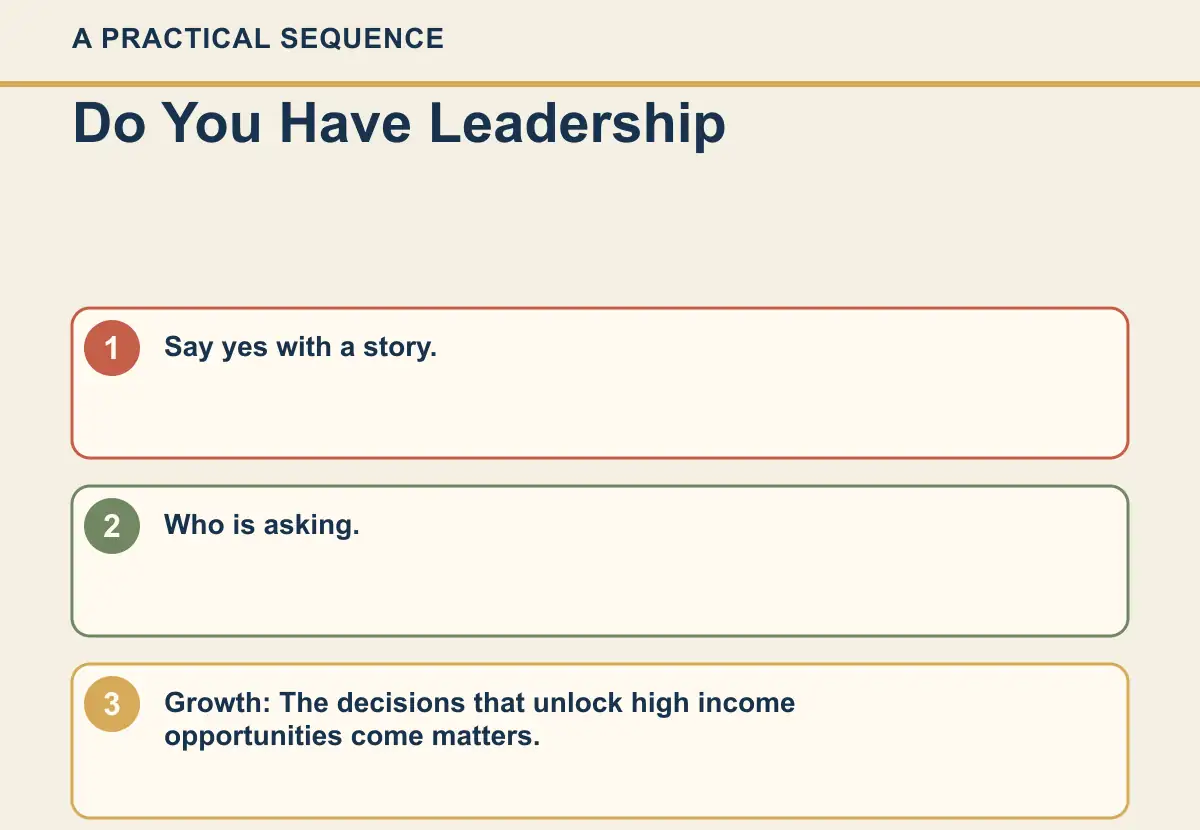 A PRACTICAL SEQUENCE
Do You Have Leadership
1
Say yes with a story.
2
Who is asking.
3
Growth: The decisions that unlock high income
opportunities come matters.